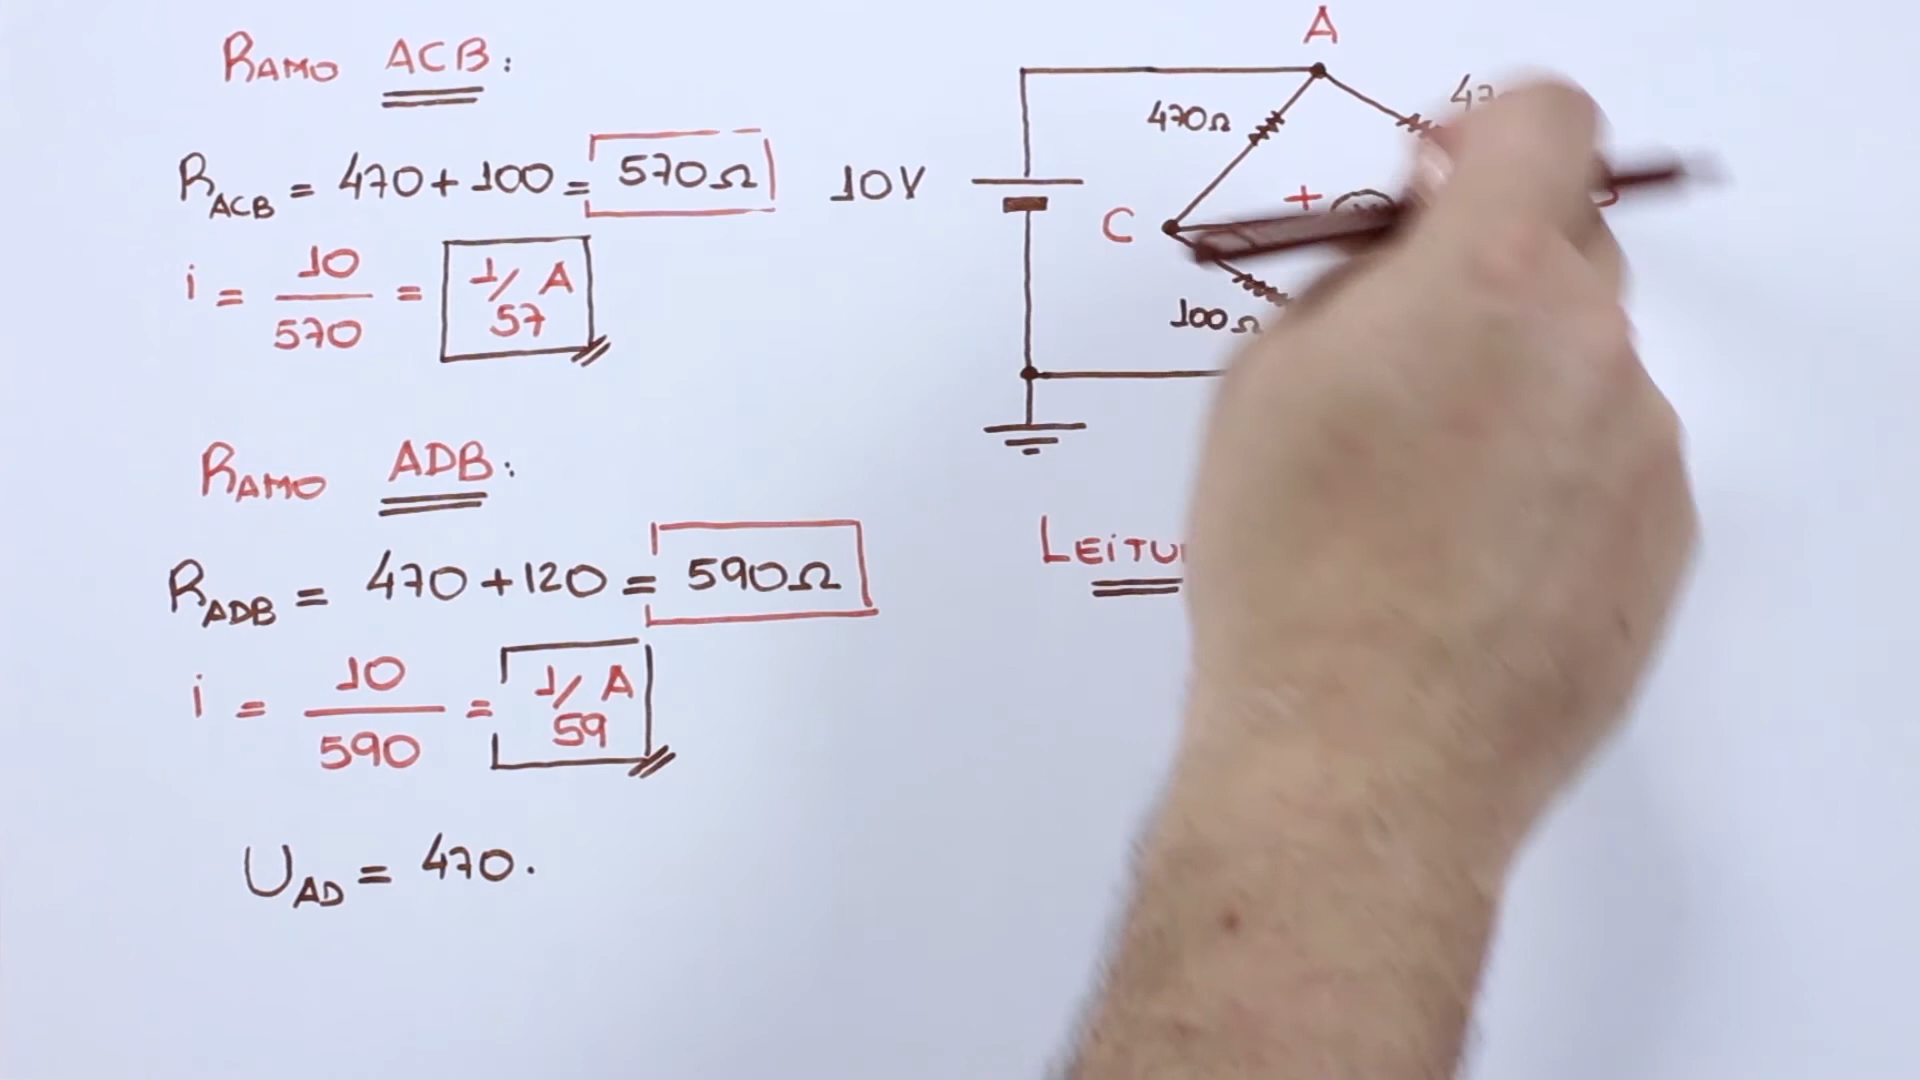 RAMO ACB:
R_ACB = 470 + 100 = 570Ω
i = 10/570 = 1/57 A
RAMO ADB:
R_ADB = 470 + 120 = 590Ω
i = 10/590 = 1/59 A
U_AD = 470.
A
470Ω
10V
+
C
100Ω